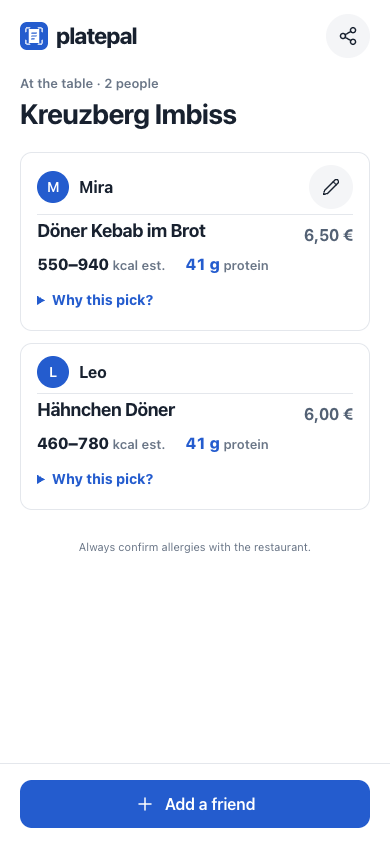 platepal
At the table · 2 people
Kreuzberg Imbiss
M Mira
Döner Kebab im Brot 6,50 €
550–940 kcal est. 41 g protein
Why this pick?
L Leo
Hähnchen Döner 6,00 €
460–780 kcal est. 41 g protein
Why this pick?
Always confirm allergies with the restaurant.
Add a friend